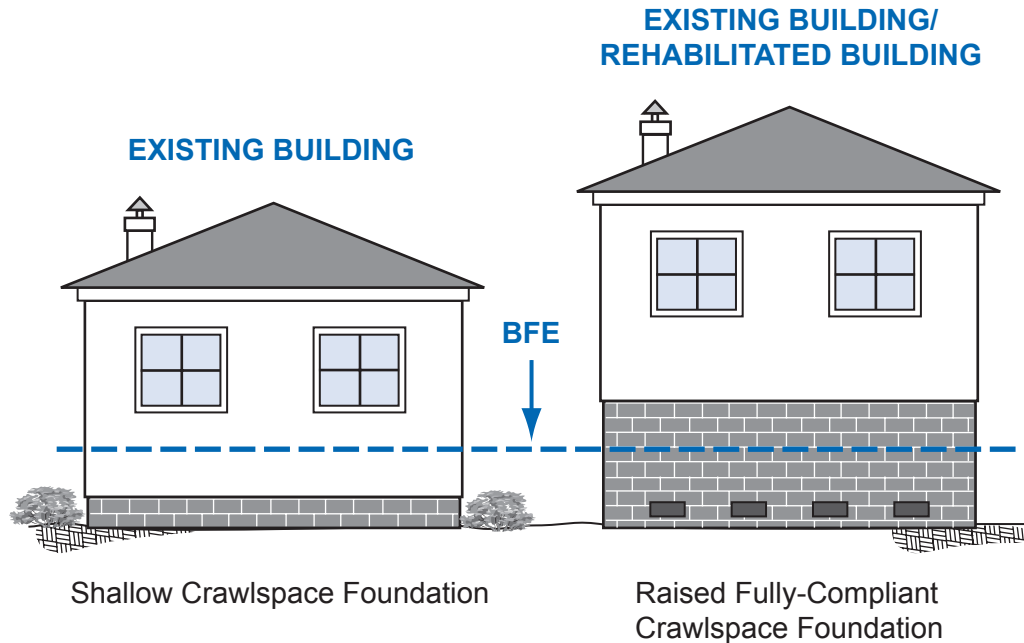 EXISTING BUILDING
EXISTING BUILDING/
REHABILITATED BUILDING
BFE
Shallow Crawlspace Foundation
Raised Fully-Compliant
Crawlspace Foundation